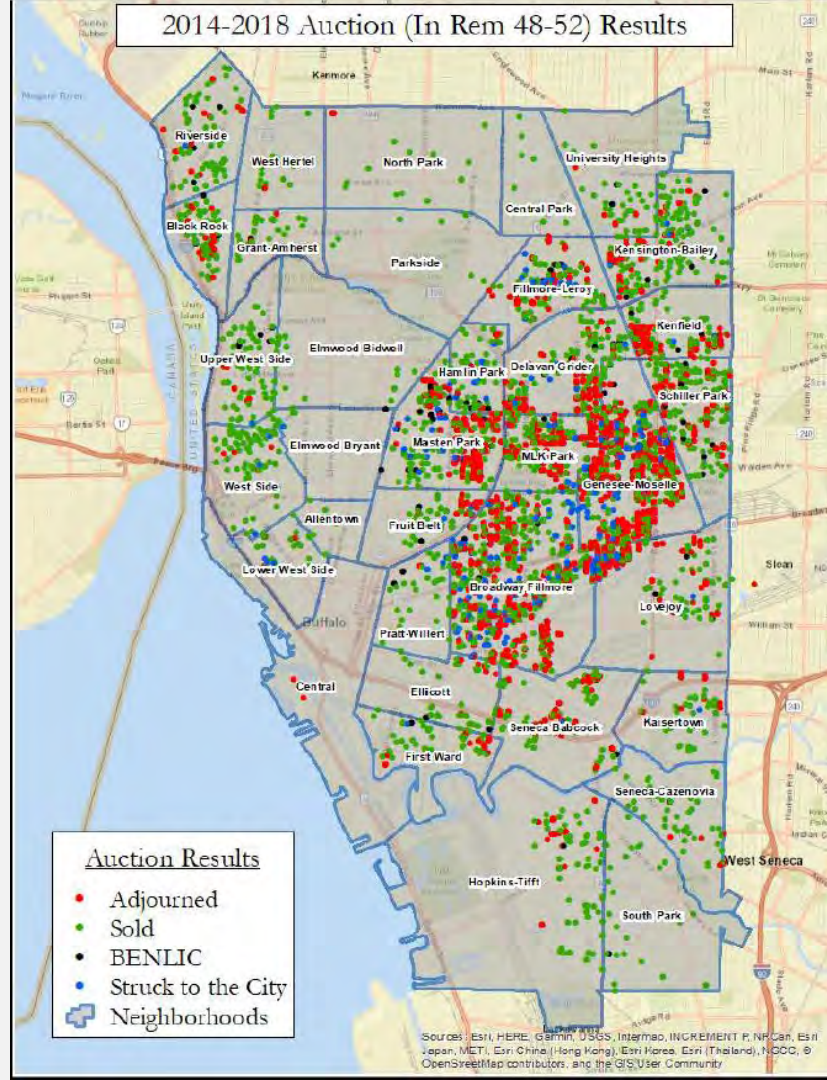 2014-2018 Auction (In Rem 48-52) Results
Kenmore
Riverside
West Hertel
North Park
University Heights
Central Park
Black Rock
Grant-Amherst
Parkside
Kensington-Bailey
Fillmore-Leroy
Kenfield
Upper West Side
Elmwood Bidwell
Hamlin Park
Delavan Grider
Schiller Park
CANADA
UNITED STATES
Elmwood Bryant
Masten Park
MLK-Park
Genesee-Moselle
West Side
Allentown
Fruit Belt
Lower West Side
Broadway Fillmore
Sloan
Lovejoy
William St
Buffalo
Pratt-Willert
Central
Ellicott
Seneca Babcock
Kaisertown
First Ward
Seneca-Cazenovia
West Seneca
Hopkins-Tifft
South Park
Auction Results
Adjourned
Sold
BENLIC
Struck to the City
Neighborhoods
Sources: Esri, HERE, Garmin, USGS, Intermap, INCREMENT P, NRCan, Esri
Japan, METI, Esri China (Hong Kong), Esri Korea, Esri (Thailand), NGCC, ©
OpenStreetMap contributors, and the GIS User Community